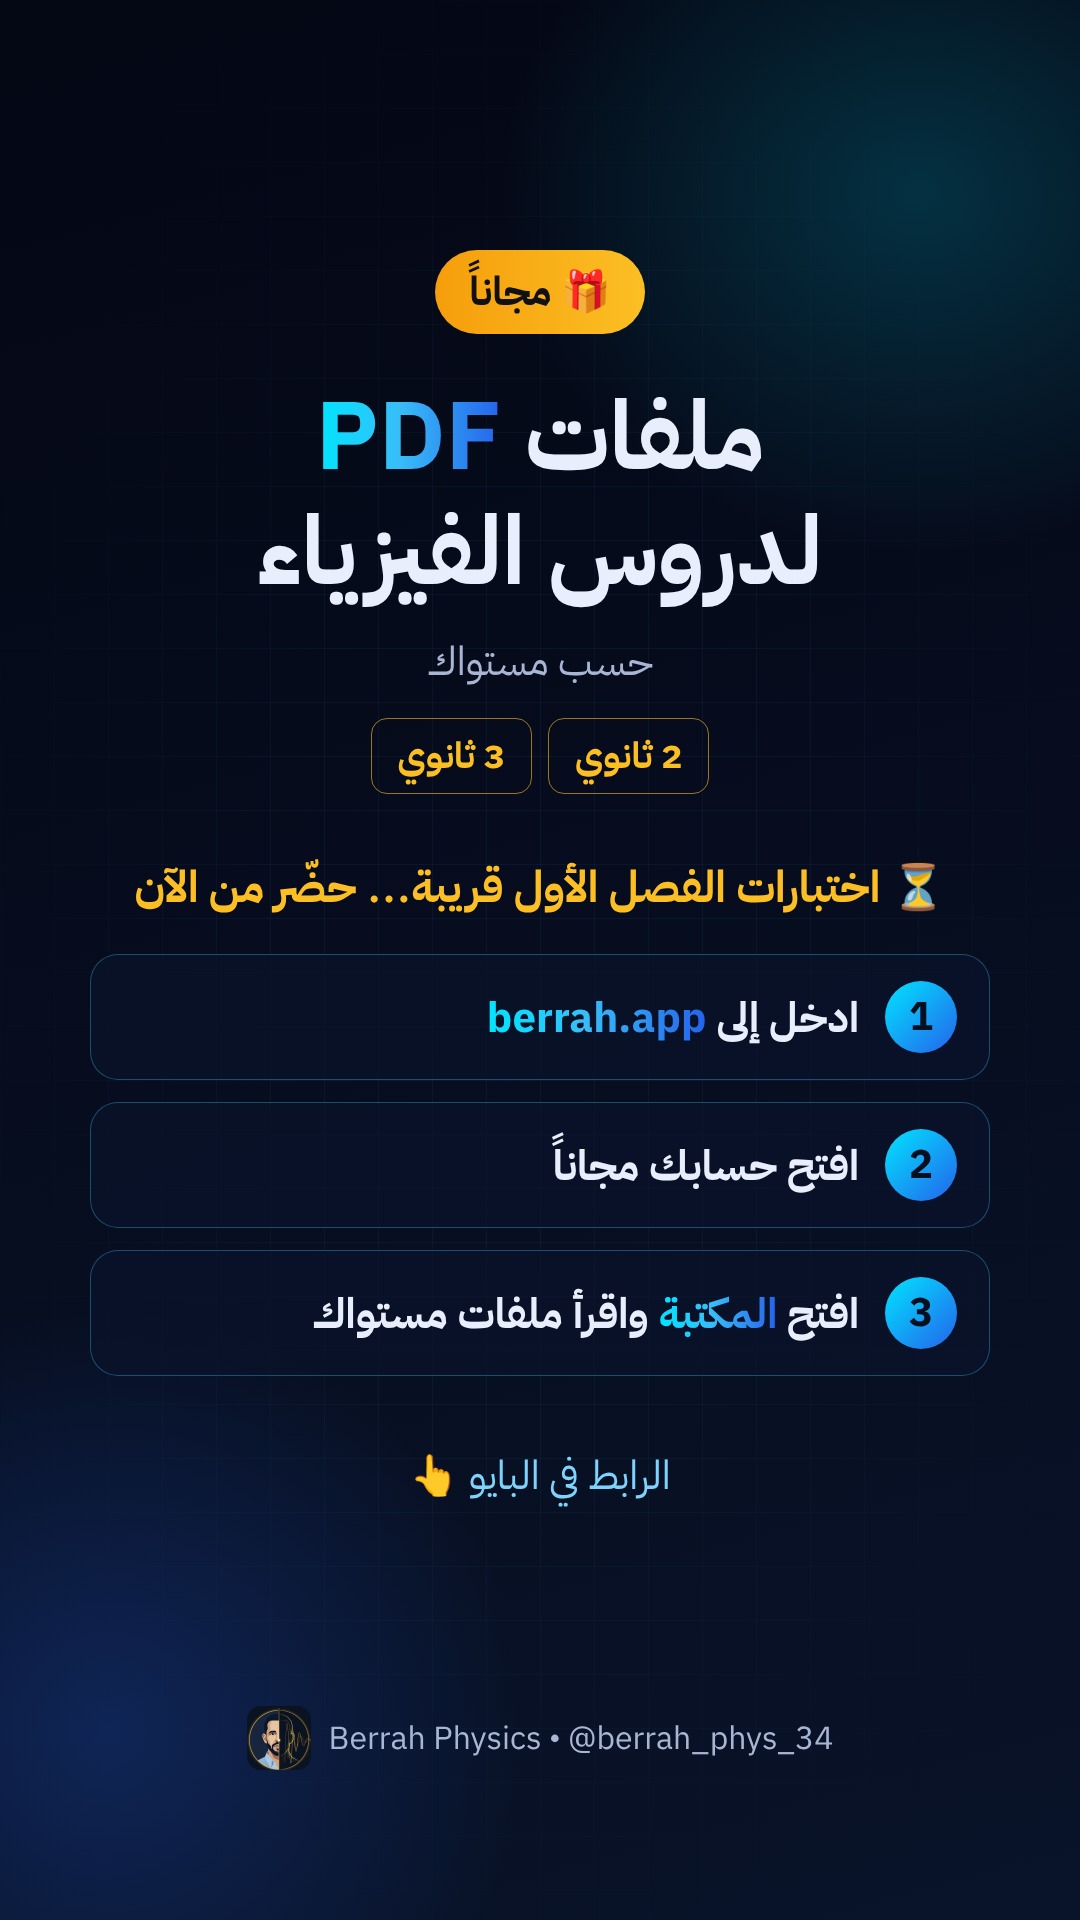 🎁 مجاناً
ملفات PDF
لدروس الفيزياء
حسب مستواك
2 ثانوي
3 ثانوي
⏳ اختبارات الفصل الأول قريبة... حضّر من الآن
1 ادخل إلى berrah.app
2 افتح حسابك مجاناً
3 افتح المكتبة واقرأ ملفات مستواك
الرابط في البايو 👆
Berrah Physics • @berrah_phys_34